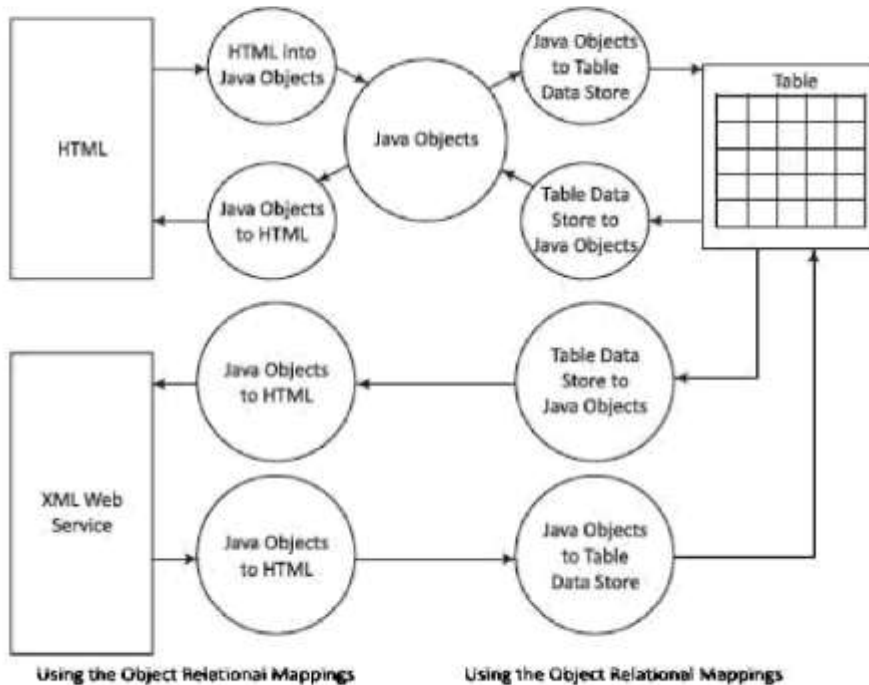 HTML into
Java Objects
Java Objects
to Table
Data Store
Table
HTML
Java Objects
Java Objects
to HTML
Table Data
Store to
Java Objects
Java Objects
to HTML
Table Data
Store to
Java Objects
XML Web
Service
Java Objects
to HTML
Java Objects
to Table
Data Store
Using the Object Relational Mappings
Using the Object Relational Mappings